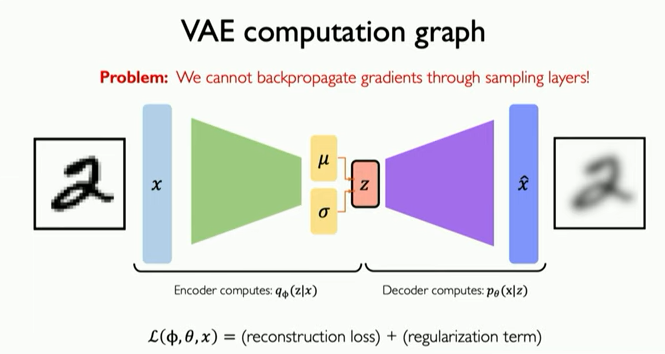 VAE computation graph
Problem: We cannot backpropagate gradients through sampling layers!
x
μ
σ
z
x̂
Encoder computes: qϕ(z|x)
Decoder computes: pθ(x|z)
ℒ(ϕ, θ, x) = (reconstruction loss) + (regularization term)